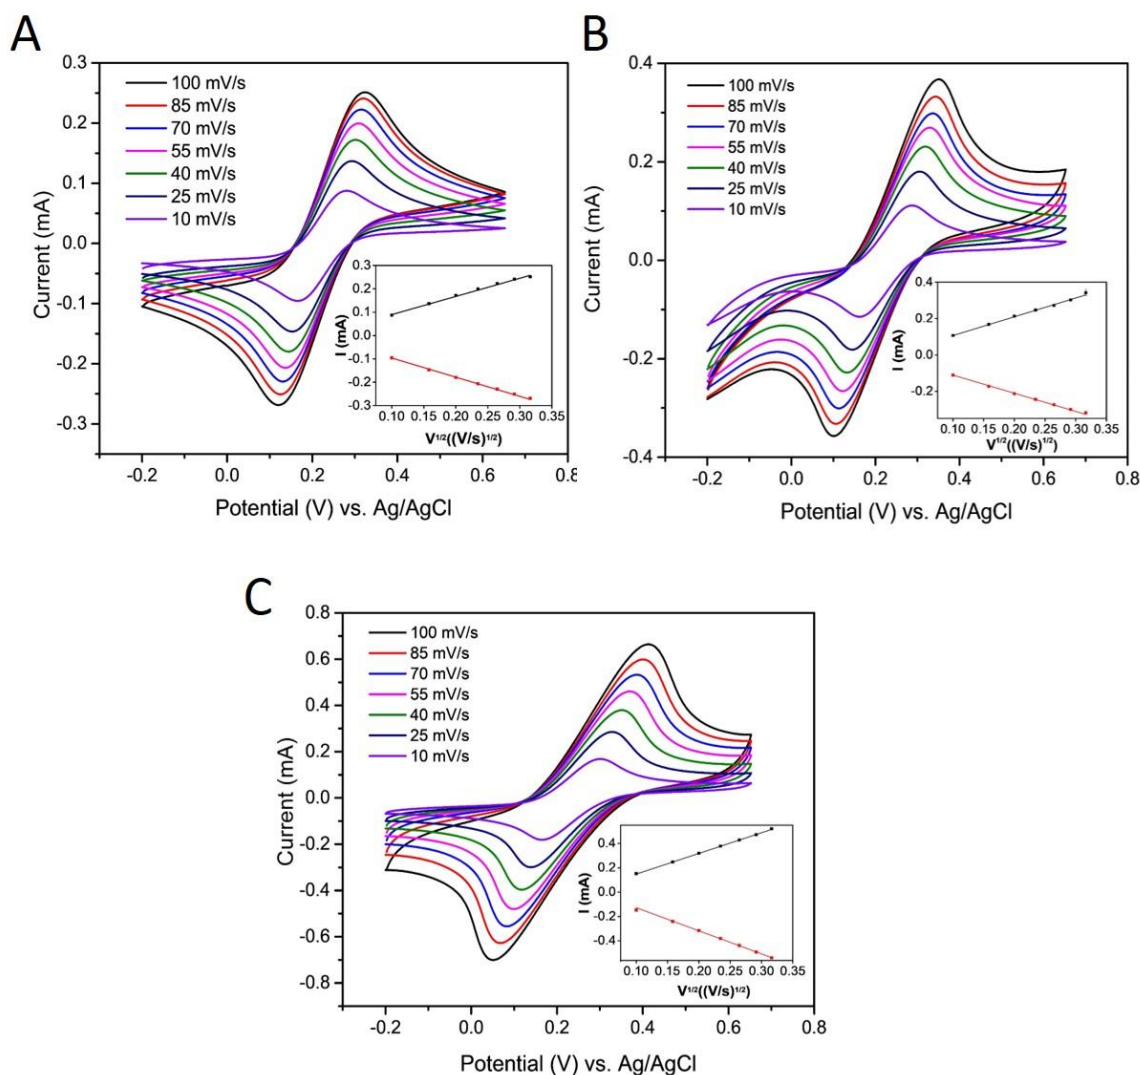 A
0.3
0.2
0.1
0.0
-0.1
-0.2
-0.3
Current (mA)
100 mV/s
85 mV/s
70 mV/s
55 mV/s
40 mV/s
25 mV/s
10 mV/s
-0.2 0.0 0.2 0.4 0.6 0.8
Potential (V) vs. Ag/AgCl
I (mA)
0.3
0.2
0.1
0.0
-0.1
-0.2
-0.3
0.10 0.15 0.20 0.25 0.30 0.35
V1/2((V/s)1/2)
B
0.4
0.2
0.0
-0.2
-0.4
Current (mA)
100 mV/s
85 mV/s
70 mV/s
55 mV/s
40 mV/s
25 mV/s
10 mV/s
-0.2 0.0 0.2 0.4 0.6 0.8
Potential (V) vs. Ag/AgCl
I (mA)
0.4
0.2
0.0
-0.2
0.10 0.15 0.20 0.25 0.30 0.35
V1/2((V/s)1/2)
C
0.8
0.6
0.4
0.2
0.0
-0.2
-0.4
-0.6
-0.8
Current (mA)
100 mV/s
85 mV/s
70 mV/s
55 mV/s
40 mV/s
25 mV/s
10 mV/s
-0.2 0.0 0.2 0.4 0.6 0.8
Potential (V) vs. Ag/AgCl
I (mA)
0.4
0.2
0.0
-0.2
-0.4
0.10 0.15 0.20 0.25 0.30 0.35
V1/2((V/s)1/2)